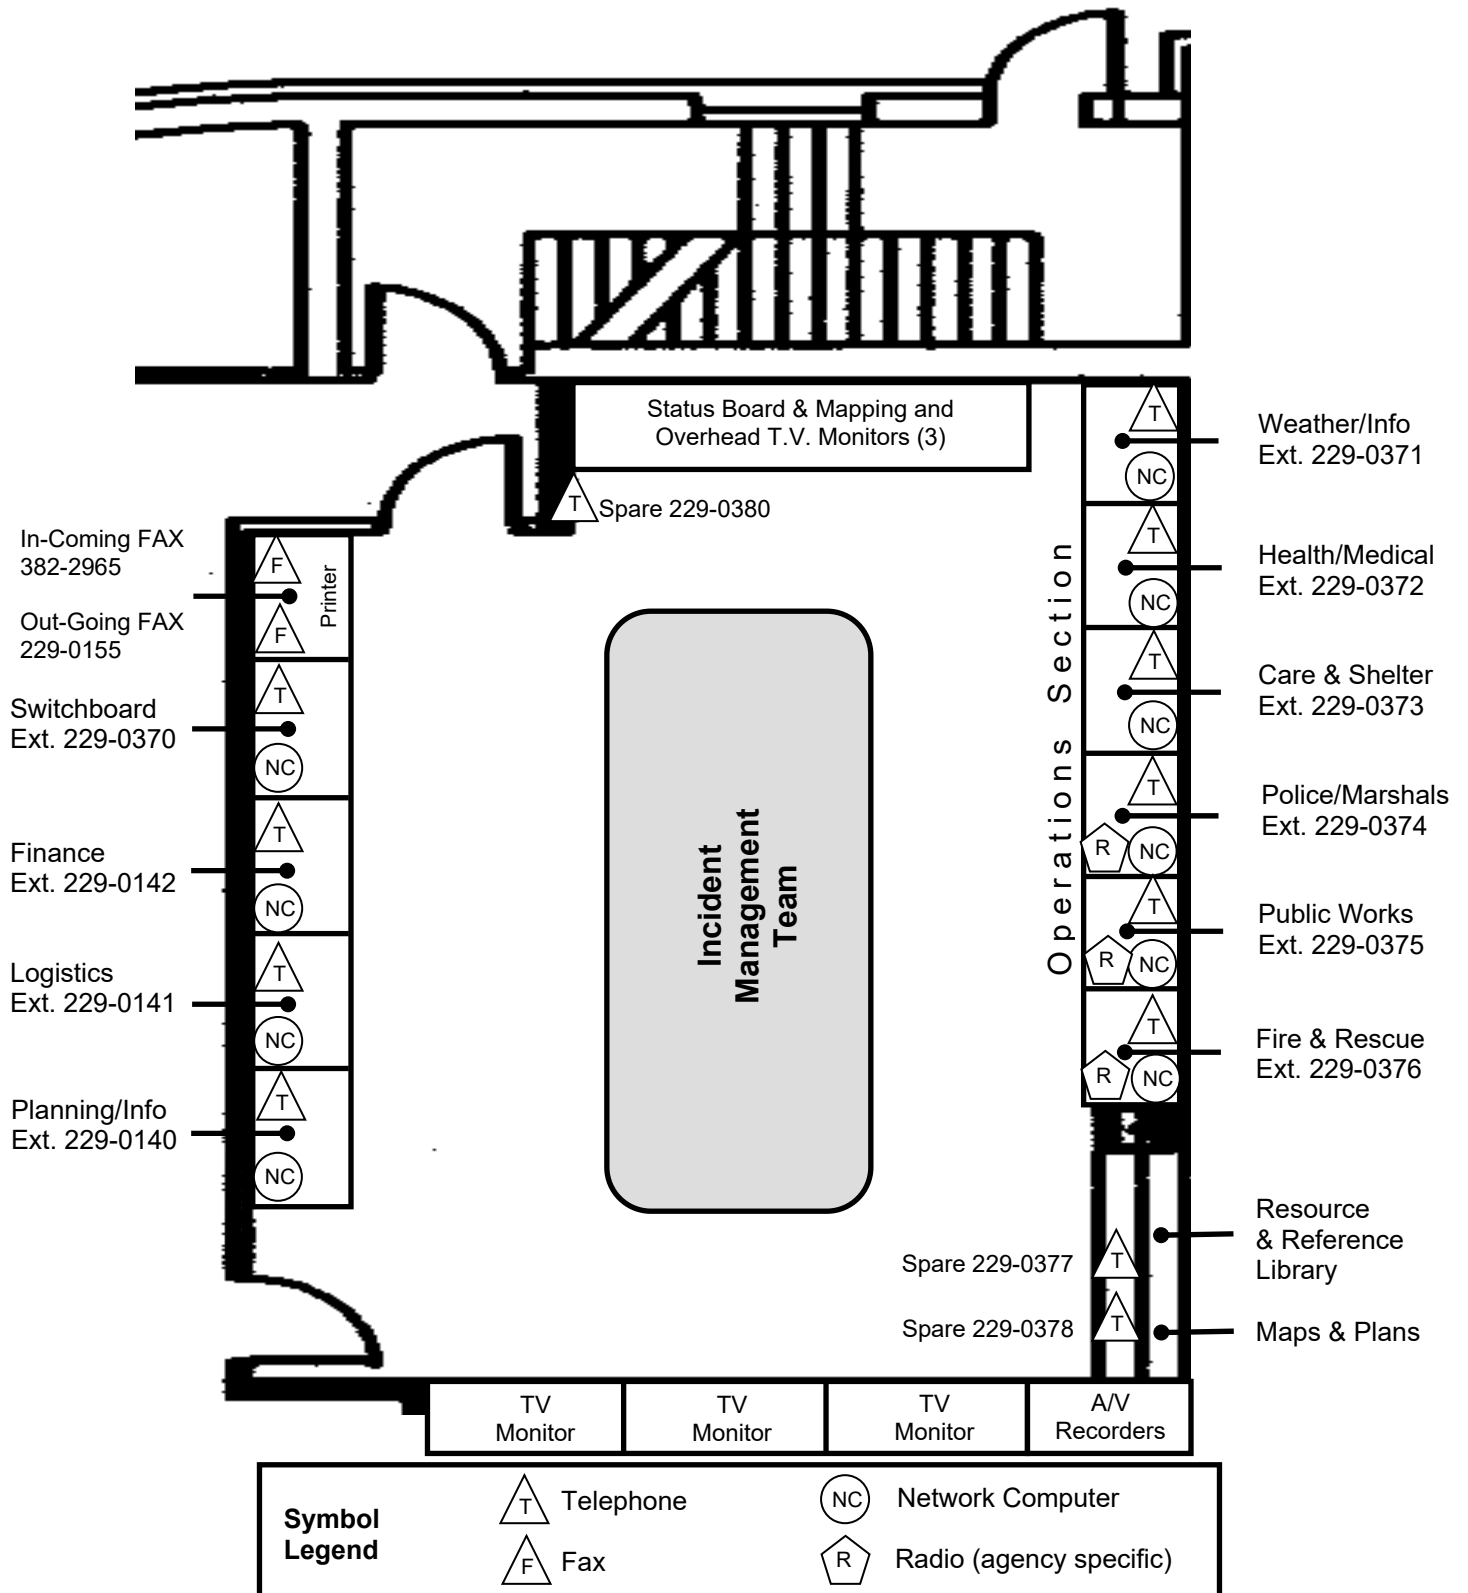 Status Board & Mapping and
Overhead T.V. Monitors (3)
T
Spare 229-0380
In-Coming FAX
382-2965
Out-Going FAX
229-0155
F
F
Printer
Switchboard
Ext. 229-0370
T
NC
Finance
Ext. 229-0142
T
NC
Logistics
Ext. 229-0141
T
NC
Planning/Info
Ext. 229-0140
T
NC
Incident
Management
Team
Operations Section
T
NC
Weather/Info
Ext. 229-0371
T
NC
Health/Medical
Ext. 229-0372
T
NC
Care & Shelter
Ext. 229-0373
T
R
NC
Police/Marshals
Ext. 229-0374
T
R
NC
Public Works
Ext. 229-0375
T
R
NC
Fire & Rescue
Ext. 229-0376
Resource
& Reference
Library
Spare 229-0377
T
Spare 229-0378
T
Maps & Plans
TV
Monitor
TV
Monitor
TV
Monitor
A/V
Recorders
Symbol
Legend
T Telephone
NC Network Computer
F Fax
R Radio (agency specific)